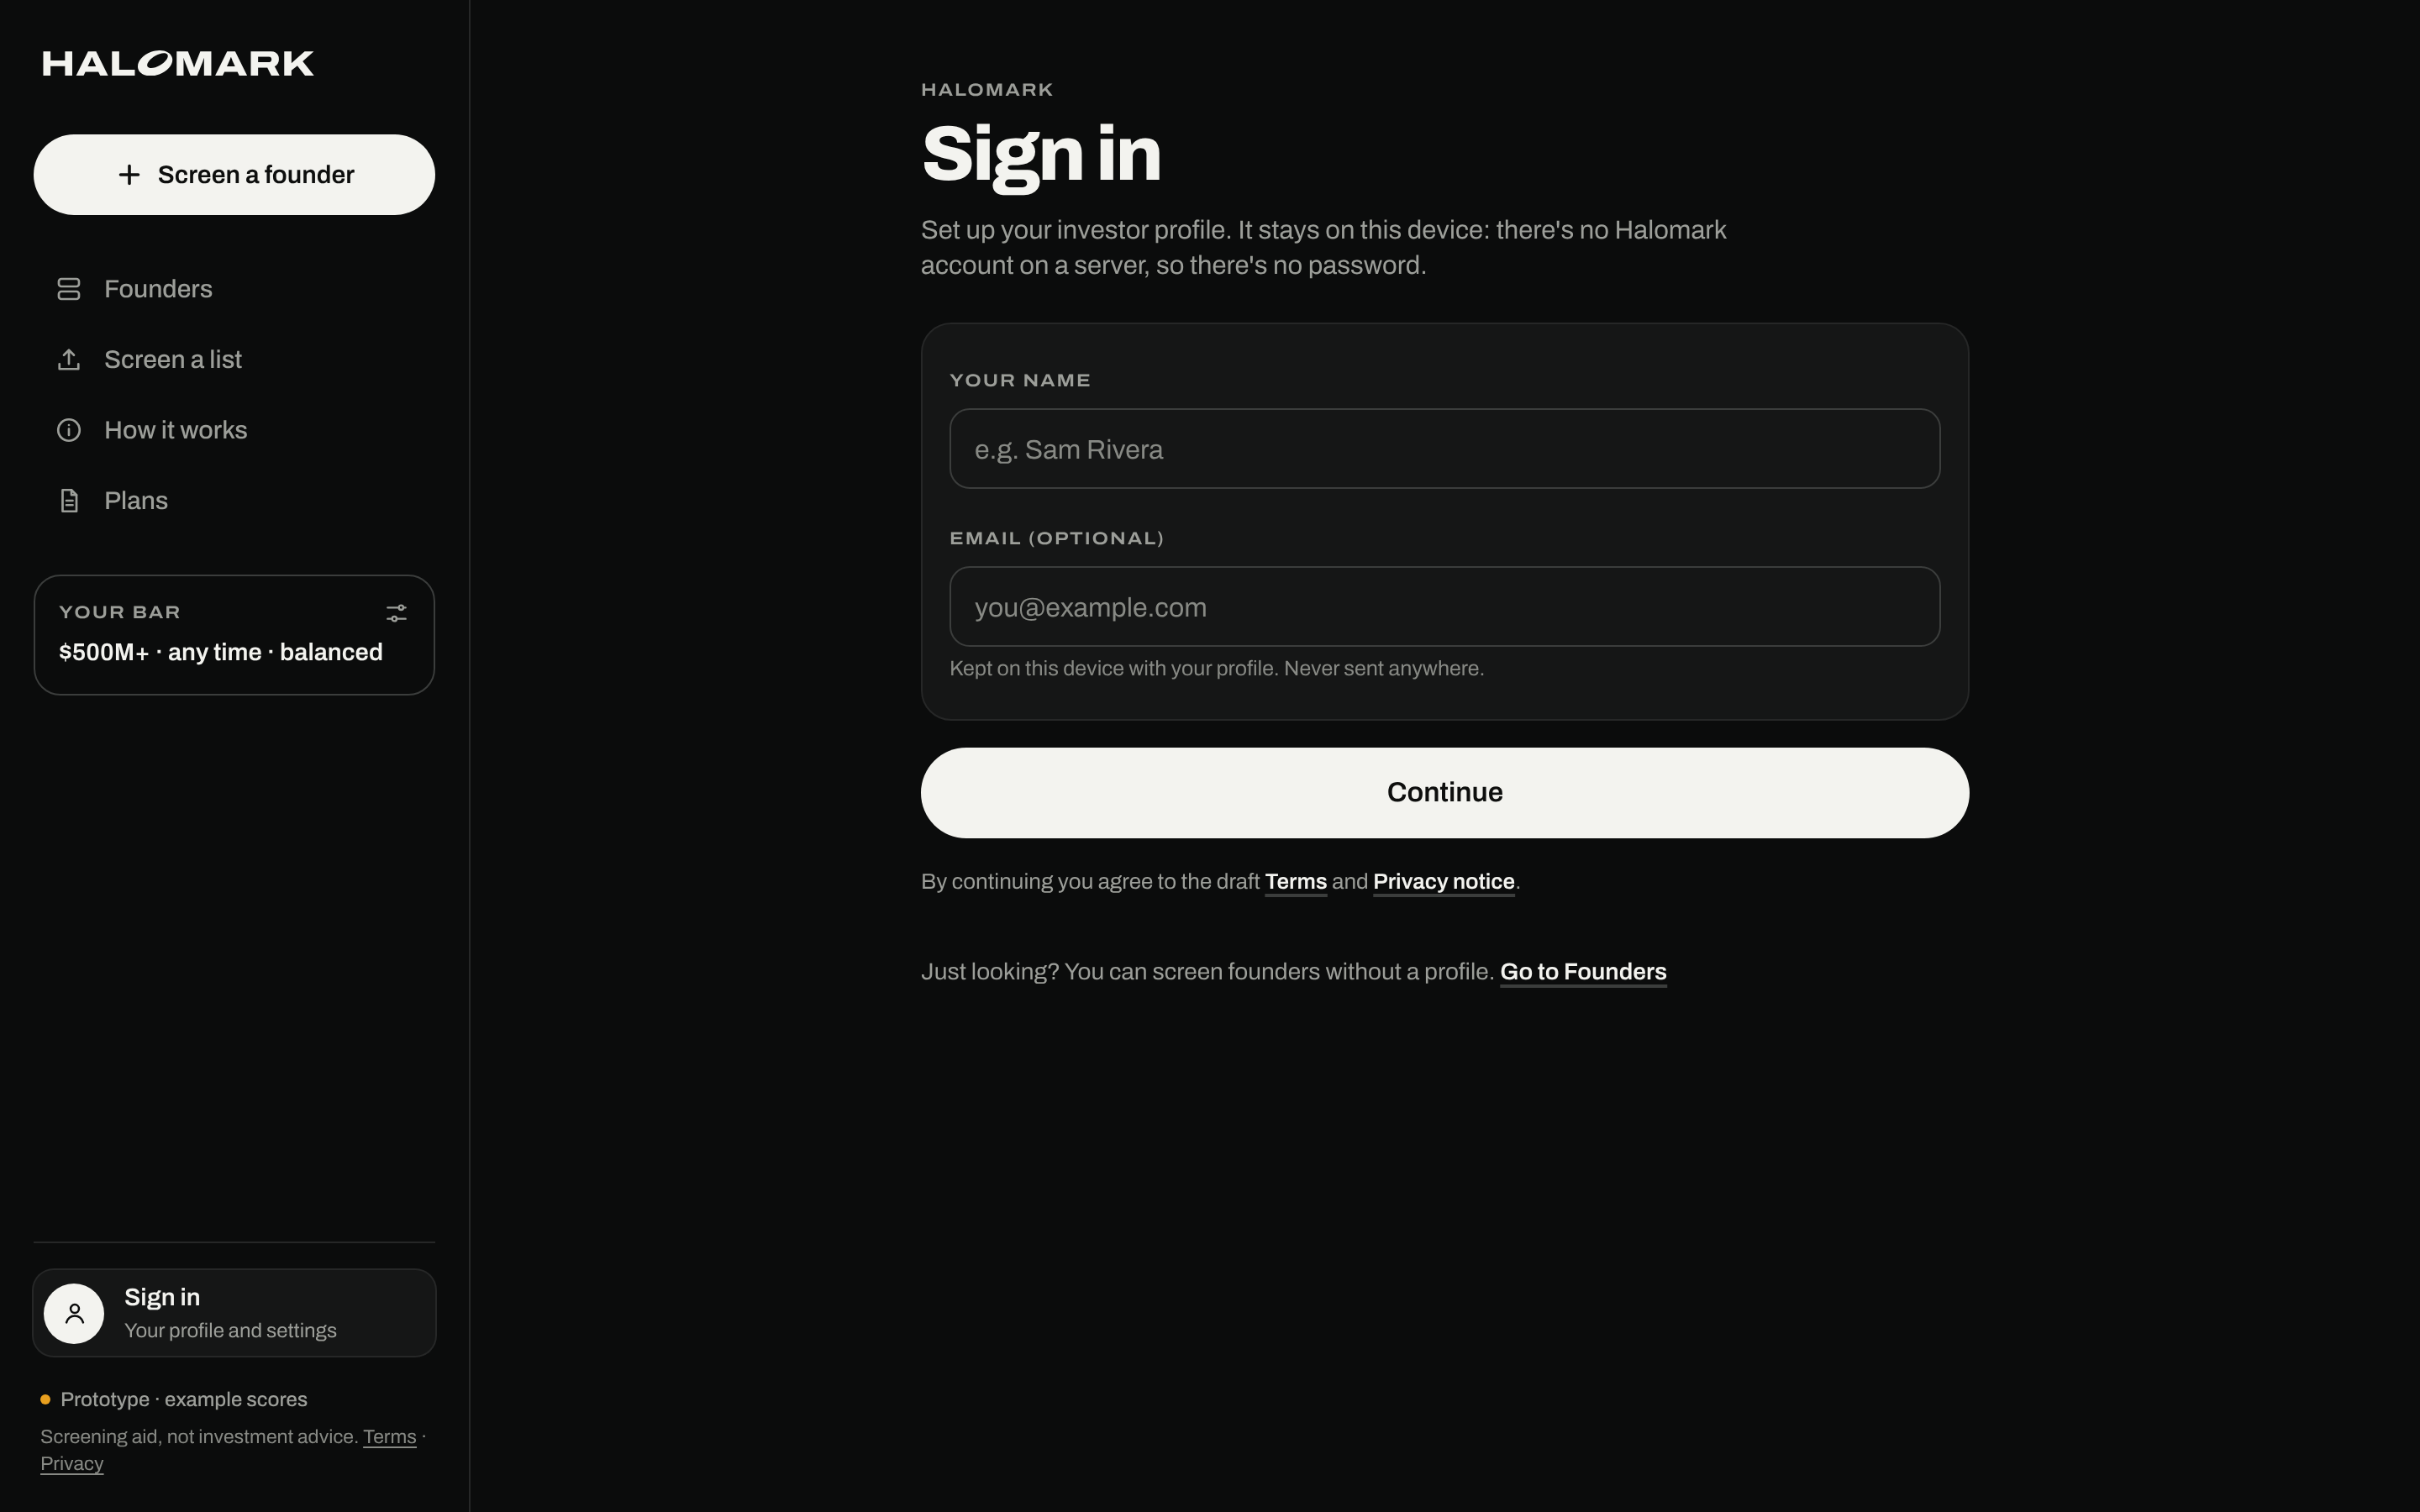 HALOMARK
Screen a founder
Founders
Screen a list
How it works
Plans
YOUR BAR
$500M+ · any time · balanced
Sign in
Your profile and settings
Prototype · example scores
Screening aid, not investment advice. Terms ·
Privacy
HALOMARK
Sign in
Set up your investor profile. It stays on this device: there's no Halomark
account on a server, so there's no password.
YOUR NAME
e.g. Sam Rivera
EMAIL (OPTIONAL)
you@example.com
Kept on this device with your profile. Never sent anywhere.
Continue
By continuing you agree to the draft Terms and Privacy notice.
Just looking? You can screen founders without a profile. Go to Founders